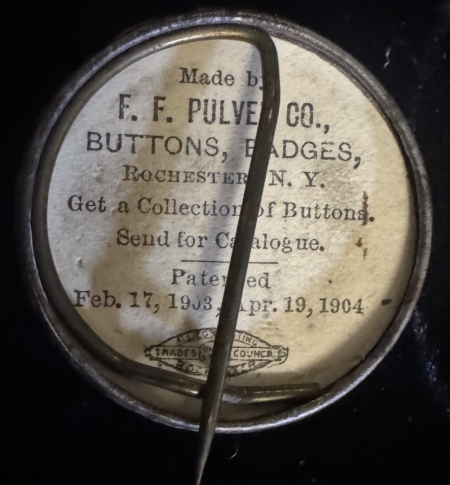 Made by
F. F. PULVER CO.,
BUTTONS, BADGES,
ROCHESTER, N. Y.
Get a Collection of Buttons.
Send for Catalogue.
Patented
Feb. 17, 1903, Apr. 19, 1904
TRADES COUNCIL